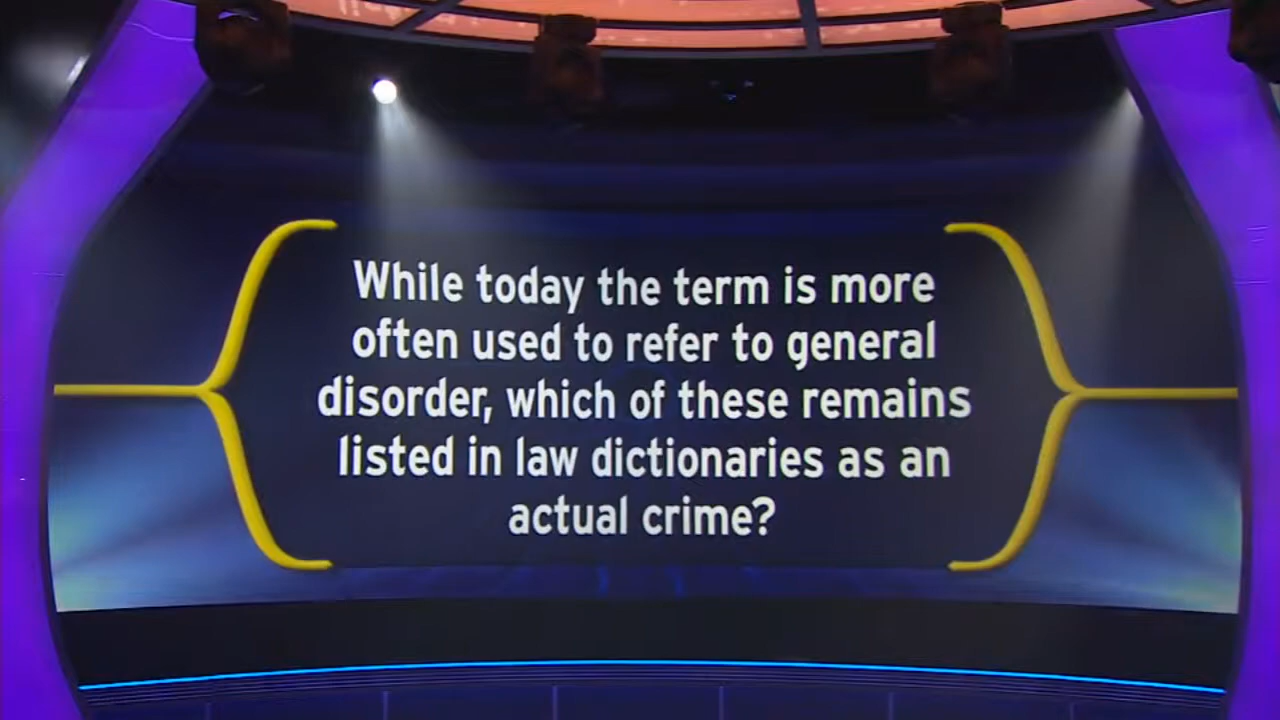 While today the term is more
often used to refer to general
disorder, which of these remains
listed in law dictionaries as an
actual crime?